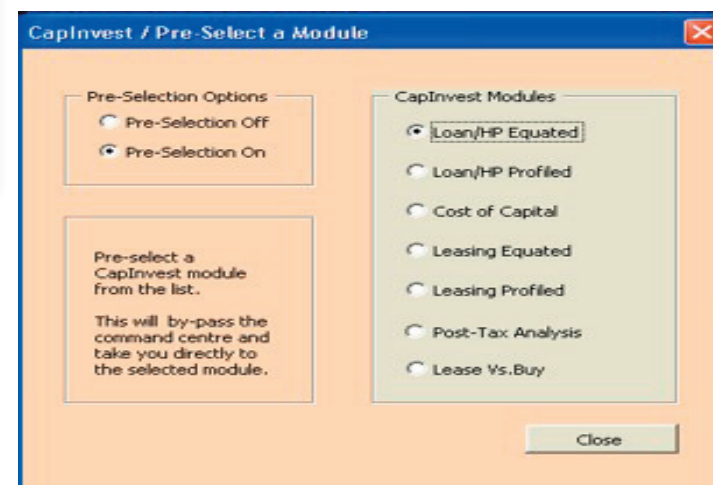 CapInvest / Pre-Select a Module
Pre-Selection Options
Pre-Selection Off
Pre-Selection On
Pre-select a
CapInvest module
from the list.
This will by-pass the
command centre and
take you directly to
the selected module.
CapInvest Modules
Loan/HP Equated
Loan/HP Profiled
Cost of Capital
Leasing Equated
Leasing Profiled
Post-Tax Analysis
Lease Vs.Buy
Close